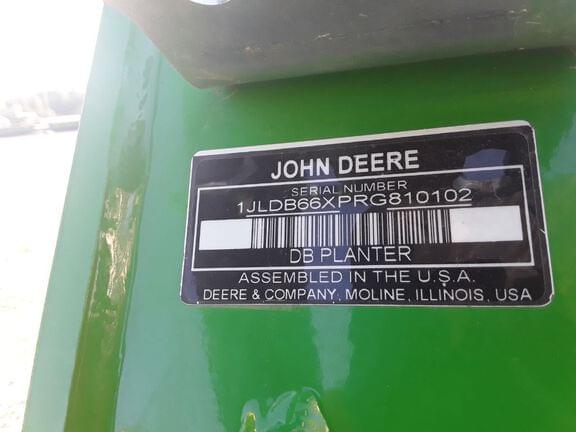 JOHN DEERE
SERIAL NUMBER
1JLDB66XPRG810102
DB PLANTER
ASSEMBLED IN THE U.S.A.
DEERE & COMPANY, MOLINE, ILLINOIS, USA